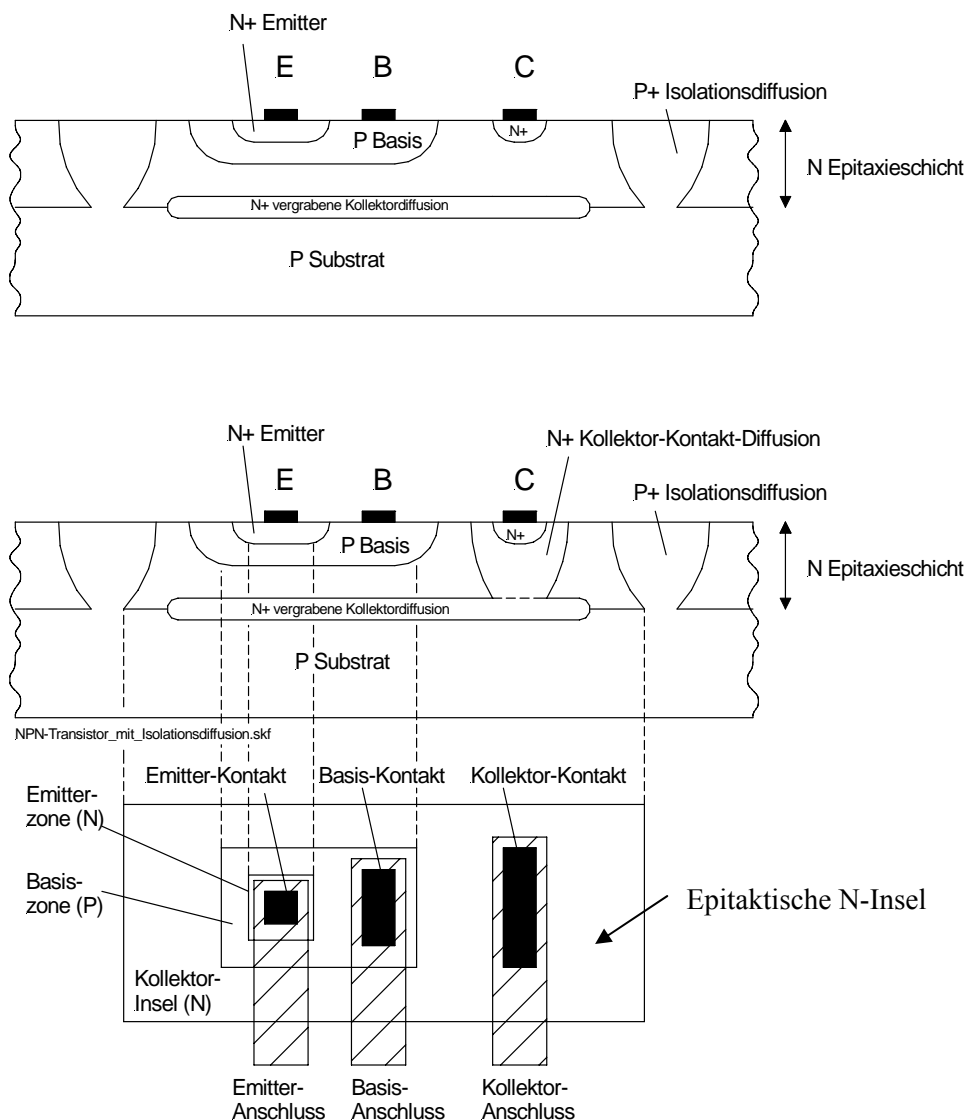 N+ Emitter
E B C
P+ Isolationsdiffusion
P Basis
N+
N Epitaxieschicht
N+ vergrabene Kollektordiffusion
P Substrat
N+ Emitter
N+ Kollektor-Kontakt-Diffusion
E B C
P+ Isolationsdiffusion
N+
P Basis
N Epitaxieschicht
N+ vergrabene Kollektordiffusion
P Substrat
NPN-Transistor_mit_Isolationsdiffusion.skf
Emitter-Kontakt
Basis-Kontakt
Kollektor-Kontakt
Emitter-
zone (N)
Basis-
zone (P)
Epitaktische N-Insel
Kollektor-
Insel (N)
Emitter-
Anschluss
Basis-
Anschluss
Kollektor-
Anschluss